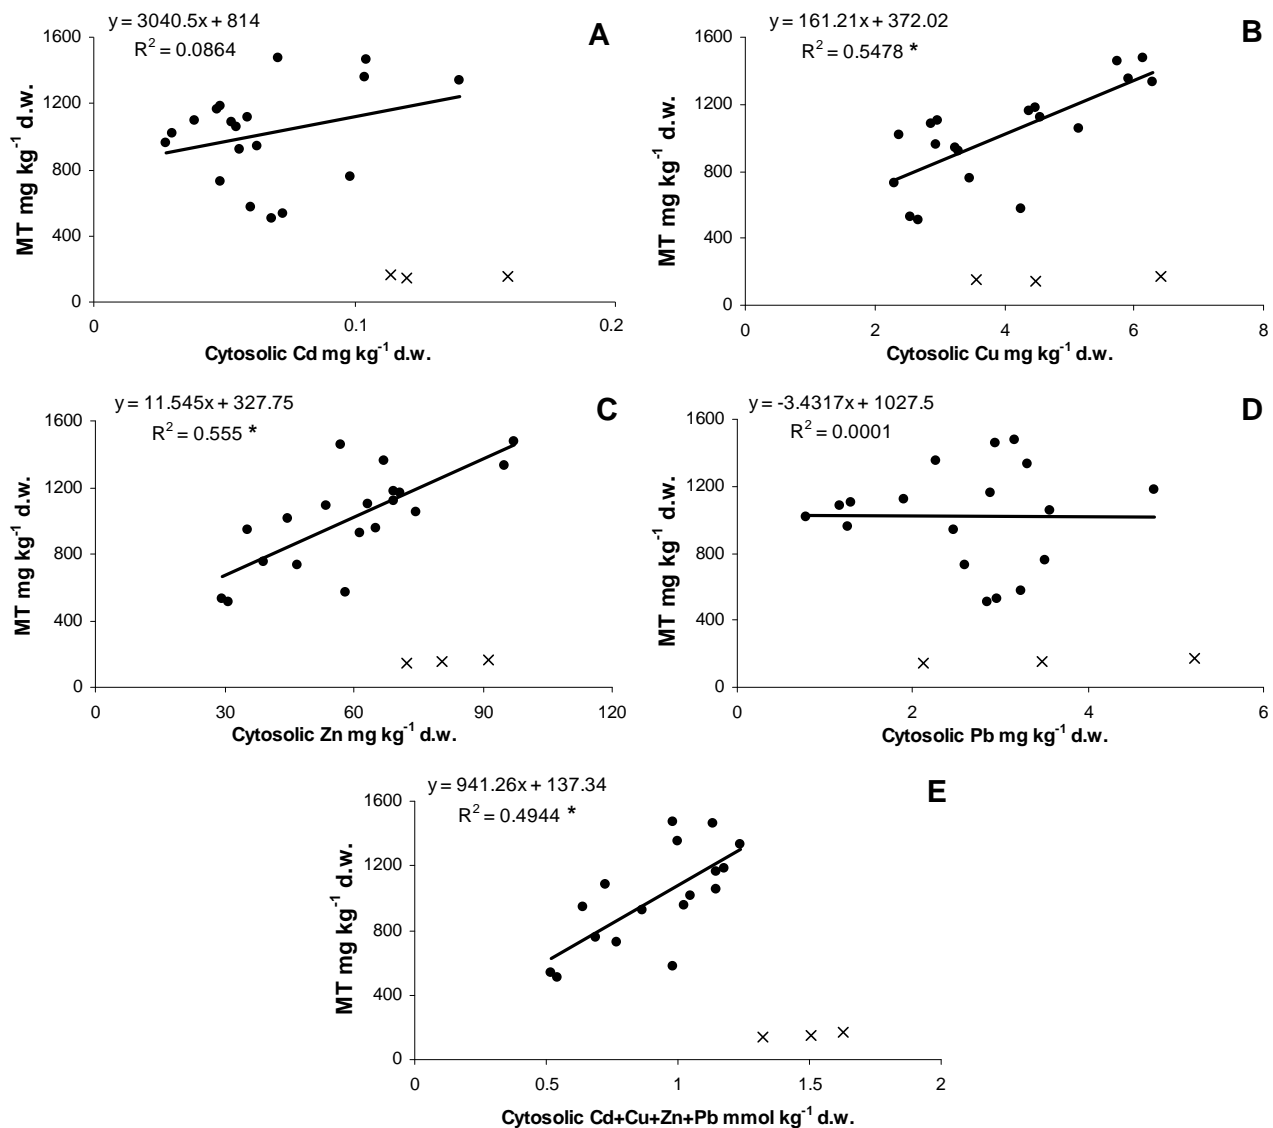 y = 3040.5x + 814
R² = 0.0864
A
MT mg kg⁻¹ d.w.
1600
1200
800
400
0
0 0.1 0.2
Cytosolic Cd mg kg⁻¹ d.w.
y = 161.21x + 372.02
R² = 0.5478 *
B
MT mg kg⁻¹ d.w.
1600
1200
800
400
0
0 2 4 6 8
Cytosolic Cu mg kg⁻¹ d.w.
y = 11.545x + 327.75
R² = 0.555 *
C
MT mg kg⁻¹ d.w.
1600
1200
800
400
0
0 30 60 90 120
Cytosolic Zn mg kg⁻¹ d.w.
y = -3.4317x + 1027.5
R² = 0.0001
D
MT mg kg⁻¹ d.w.
1600
1200
800
400
0
0 2 4 6
Cytosolic Pb mg kg⁻¹ d.w.
y = 941.26x + 137.34
R² = 0.4944 *
E
MT mg kg⁻¹ d.w.
1600
1200
800
400
0
0 0.5 1 1.5 2
Cytosolic Cd+Cu+Zn+Pb mmol kg⁻¹ d.w.